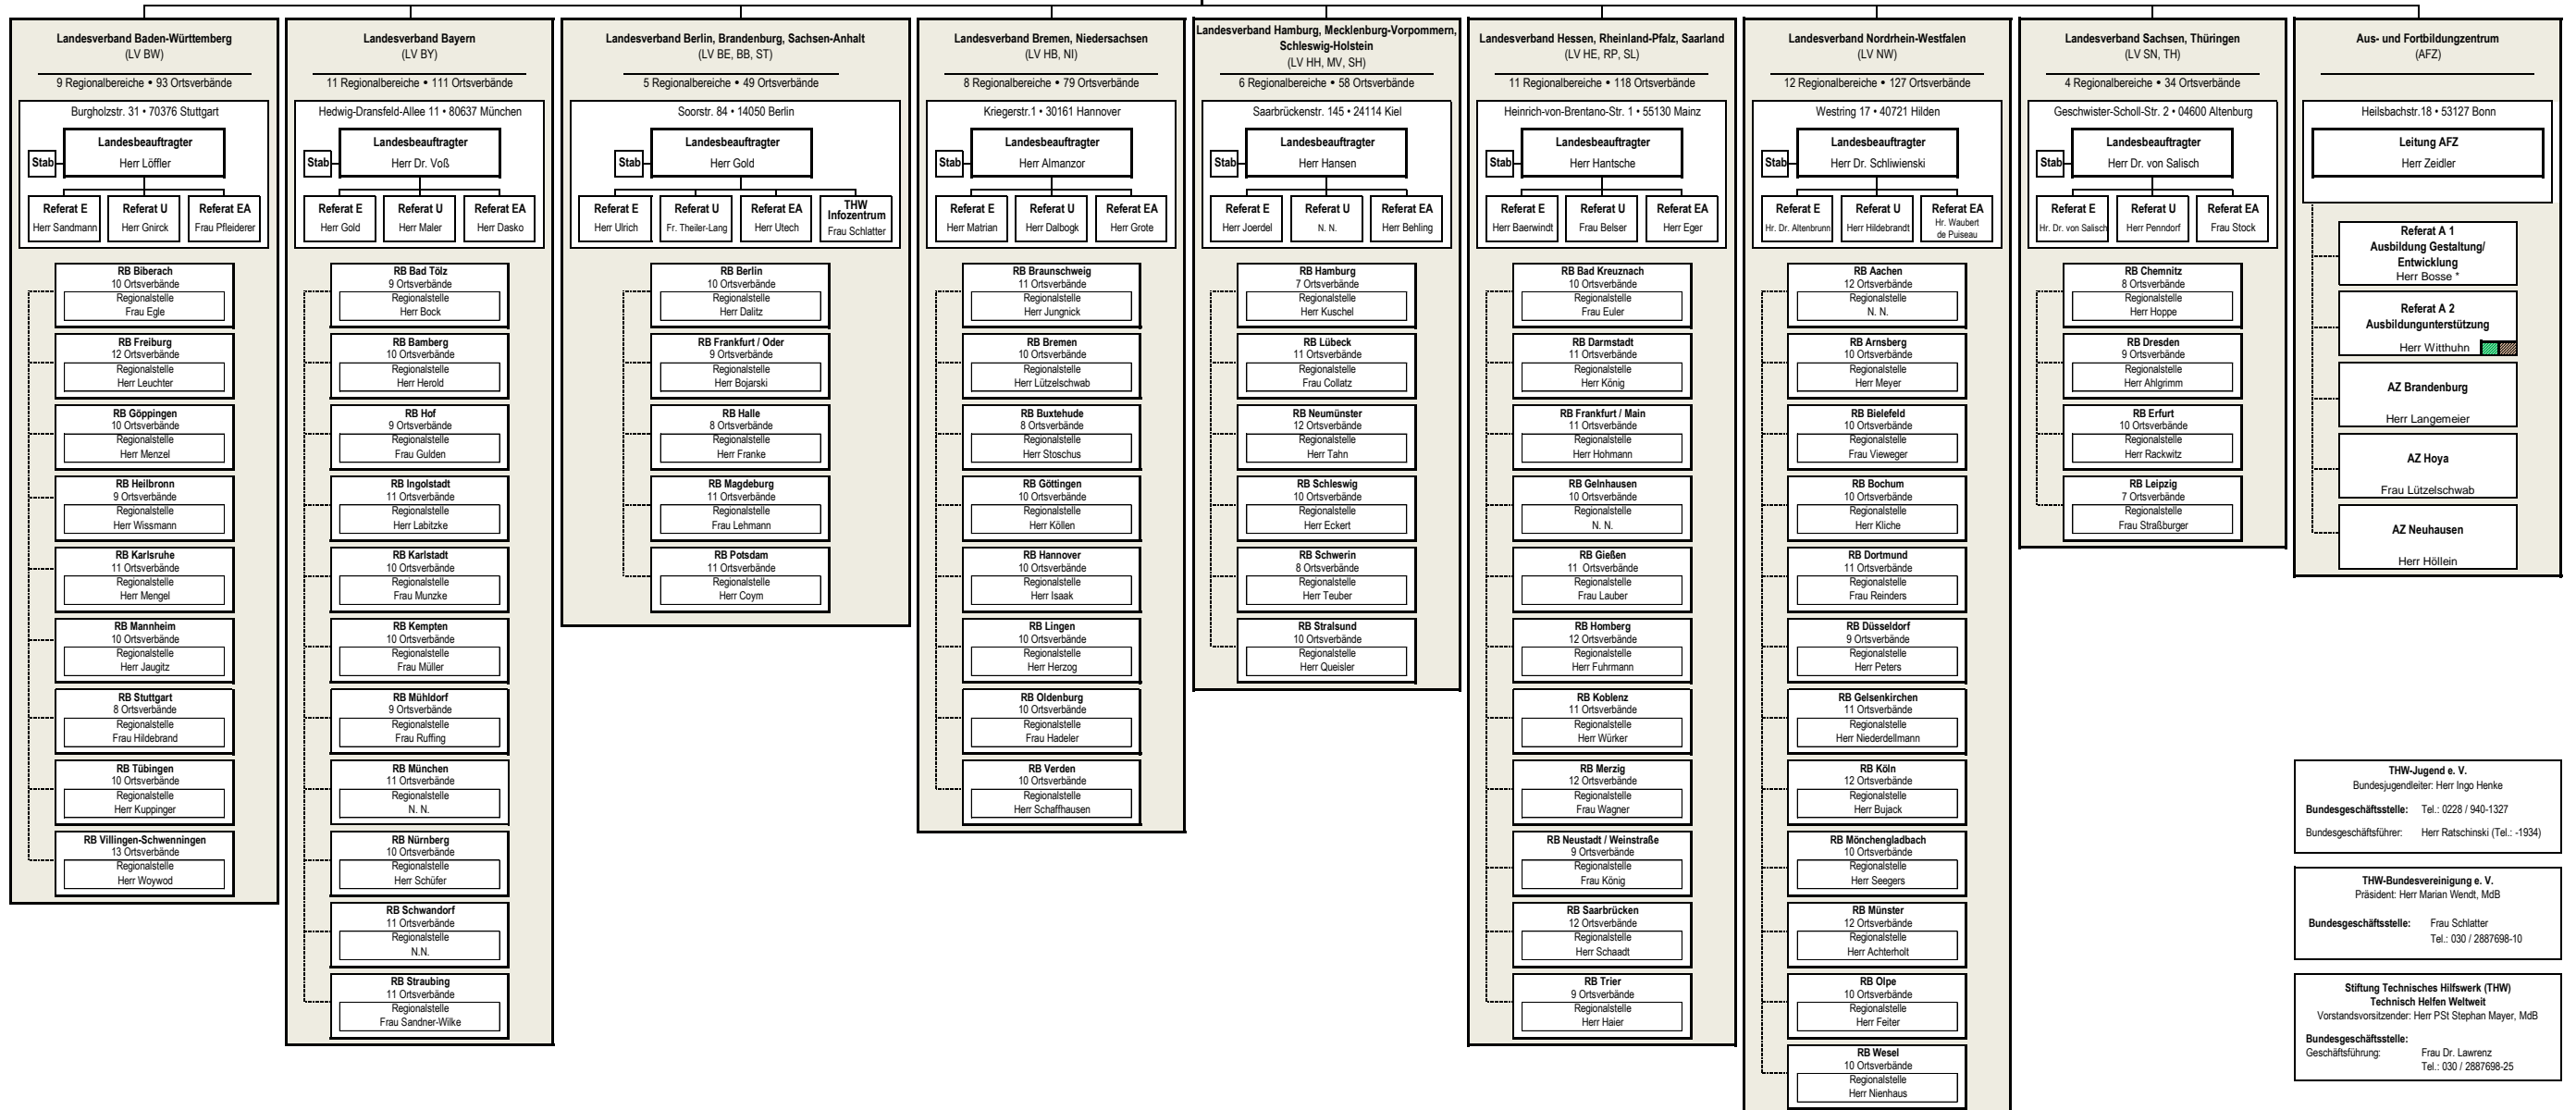 Landesverband Baden-Württemberg
(LV BW)
9 Regionalbereiche • 93 Ortsverbände
Burgholzstr. 31 • 70376 Stuttgart
Landesbeauftragter
Stab
Herr Löffler
Referat E
Herr Sandmann
Referat U
Herr Gnirck
Referat EA
Frau Pfleiderer
RB Biberach
10 Ortsverbände
Regionalstelle
Frau Egle
RB Freiburg
12 Ortsverbände
Regionalstelle
Herr Leuchter
RB Göppingen
10 Ortsverbände
Regionalstelle
Herr Menzel
RB Heilbronn
9 Ortsverbände
Regionalstelle
Herr Wissmann
RB Karlsruhe
11 Ortsverbände
Regionalstelle
Herr Mengel
RB Mannheim
10 Ortsverbände
Regionalstelle
Herr Jaugitz
RB Stuttgart
8 Ortsverbände
Regionalstelle
Frau Hildebrand
RB Tübingen
10 Ortsverbände
Regionalstelle
Herr Kuppinger
RB Villingen-Schwenningen
13 Ortsverbände
Regionalstelle
Herr Woywod
Landesverband Bayern
(LV BY)
11 Regionalbereiche • 111 Ortsverbände
Hedwig-Dransfeld-Allee 11 • 80637 München
Landesbeauftragter
Stab
Herr Dr. Voß
Referat E
Herr Gold
Referat U
Herr Maler
Referat EA
Herr Dasko
RB Bad Tölz
9 Ortsverbände
Regionalstelle
Herr Bock
RB Bamberg
10 Ortsverbände
Regionalstelle
Herr Herold
RB Hof
9 Ortsverbände
Regionalstelle
Frau Gulden
RB Ingolstadt
11 Ortsverbände
Regionalstelle
Herr Labitzke
RB Karlstadt
10 Ortsverbände
Regionalstelle
Frau Munzke
RB Kempten
10 Ortsverbände
Regionalstelle
Frau Müller
RB Mühldorf
9 Ortsverbände
Regionalstelle
Frau Ruffing
RB München
11 Ortsverbände
Regionalstelle
N. N.
RB Nürnberg
10 Ortsverbände
Regionalstelle
Herr Schüfer
RB Schwandorf
11 Ortsverbände
Regionalstelle
N.N.
RB Straubing
11 Ortsverbände
Regionalstelle
Frau Sandner-Wilke
Landesverband Berlin, Brandenburg, Sachsen-Anhalt
(LV BE, BB, ST)
5 Regionalbereiche • 49 Ortsverbände
Soorstr. 84 • 14050 Berlin
Landesbeauftragter
Stab
Herr Gold
Referat E
Herr Ulrich
Referat U
Fr. Theiler-Lang
Referat EA
Herr Utech
THW
Infozentrum
Frau Schlatter
RB Berlin
10 Ortsverbände
Regionalstelle
Herr Dalitz
RB Frankfurt / Oder
9 Ortsverbände
Regionalstelle
Herr Bojarski
RB Halle
8 Ortsverbände
Regionalstelle
Herr Franke
RB Magdeburg
11 Ortsverbände
Regionalstelle
Frau Lehmann
RB Potsdam
11 Ortsverbände
Regionalstelle
Herr Coym
Landesverband Bremen, Niedersachsen
(LV HB, NI)
8 Regionalbereiche • 79 Ortsverbände
Kriegerstr.1 • 30161 Hannover
Landesbeauftragter
Stab
Herr Almanzor
Referat E
Herr Matrian
Referat U
Herr Dalbogk
Referat EA
Herr Grote
RB Braunschweig
11 Ortsverbände
Regionalstelle
Herr Jungnick
RB Bremen
10 Ortsverbände
Regionalstelle
Herr Lützelschwab
RB Buxtehude
8 Ortsverbände
Regionalstelle
Herr Stoschus
RB Göttingen
10 Ortsverbände
Regionalstelle
Herr Köllen
RB Hannover
10 Ortsverbände
Regionalstelle
Herr Isaak
RB Lingen
10 Ortsverbände
Regionalstelle
Herr Herzog
RB Oldenburg
10 Ortsverbände
Regionalstelle
Frau Hadeler
RB Verden
10 Ortsverbände
Regionalstelle
Herr Schaffhausen
Landesverband Hamburg, Mecklenburg-Vorpommern,
Schleswig-Holstein
(LV HH, MV, SH)
6 Regionalbereiche • 58 Ortsverbände
Saarbrückenstr. 145 • 24114 Kiel
Landesbeauftragter
Stab
Herr Hansen
Referat E
Herr Joerdel
Referat U
N. N.
Referat EA
Herr Behling
RB Hamburg
7 Ortsverbände
Regionalstelle
Herr Kuschel
RB Lübeck
11 Ortsverbände
Regionalstelle
Frau Collatz
RB Neumünster
12 Ortsverbände
Regionalstelle
Herr Tahn
RB Schleswig
10 Ortsverbände
Regionalstelle
Herr Eckert
RB Schwerin
8 Ortsverbände
Regionalstelle
Herr Teuber
RB Stralsund
10 Ortsverbände
Regionalstelle
Herr Queisler
Landesverband Hessen, Rheinland-Pfalz, Saarland
(LV HE, RP, SL)
11 Regionalbereiche • 118 Ortsverbände
Heinrich-von-Brentano-Str. 1 • 55130 Mainz
Landesbeauftragter
Stab
Herr Hantsche
Referat E
Herr Baerwindt
Referat U
Frau Belser
Referat EA
Herr Eger
RB Bad Kreuznach
10 Ortsverbände
Regionalstelle
Frau Euler
RB Darmstadt
11 Ortsverbände
Regionalstelle
Herr König
RB Frankfurt / Main
11 Ortsverbände
Regionalstelle
Herr Hohmann
RB Gelnhausen
10 Ortsverbände
Regionalstelle
N. N.
RB Gießen
11 Ortsverbände
Regionalstelle
Frau Lauber
RB Homberg
12 Ortsverbände
Regionalstelle
Herr Fuhrmann
RB Koblenz
11 Ortsverbände
Regionalstelle
Herr Würker
RB Merzig
12 Ortsverbände
Regionalstelle
Frau Wagner
RB Neustadt / Weinstraße
9 Ortsverbände
Regionalstelle
Frau König
RB Saarbrücken
12 Ortsverbände
Regionalstelle
Herr Schaadt
RB Trier
9 Ortsverbände
Regionalstelle
Herr Haier
Landesverband Nordrhein-Westfalen
(LV NW)
12 Regionalbereiche • 127 Ortsverbände
Westring 17 • 40721 Hilden
Landesbeauftragter
Stab
Herr Dr. Schliwienski
Referat E
Hr. Dr. Altenbrunn
Referat U
Herr Hildebrandt
Referat EA
Hr. Waubert
de Puiseau
RB Aachen
12 Ortsverbände
Regionalstelle
N. N.
RB Arnsberg
10 Ortsverbände
Regionalstelle
Herr Meyer
RB Bielefeld
10 Ortsverbände
Regionalstelle
Frau Vieweger
RB Bochum
10 Ortsverbände
Regionalstelle
Herr Kliche
RB Dortmund
11 Ortsverbände
Regionalstelle
Frau Reinders
RB Düsseldorf
9 Ortsverbände
Regionalstelle
Herr Peters
RB Gelsenkirchen
11 Ortsverbände
Regionalstelle
Herr Niederdellmann
RB Köln
12 Ortsverbände
Regionalstelle
Herr Bujack
RB Mönchengladbach
10 Ortsverbände
Regionalstelle
Herr Seegers
RB Münster
12 Ortsverbände
Regionalstelle
Herr Achterholt
RB Olpe
10 Ortsverbände
Regionalstelle
Herr Feiter
RB Wesel
10 Ortsverbände
Regionalstelle
Herr Nienhaus
Landesverband Sachsen, Thüringen
(LV SN, TH)
4 Regionalbereiche • 34 Ortsverbände
Geschwister-Scholl-Str. 2 • 04600 Altenburg
Landesbeauftragter
Stab
Herr Dr. von Salisch
Referat E
Hr. Dr. von Salisch
Referat U
Herr Penndorf
Referat EA
Frau Stock
RB Chemnitz
8 Ortsverbände
Regionalstelle
Herr Hoppe
RB Dresden
9 Ortsverbände
Regionalstelle
Herr Ahlgrimm
RB Erfurt
10 Ortsverbände
Regionalstelle
Herr Rackwitz
RB Leipzig
7 Ortsverbände
Regionalstelle
Frau Straßburger
Aus- und Fortbildungzentrum
(AFZ)
Heilsbachstr.18 • 53127 Bonn
Leitung AFZ
Herr Zeidler
Referat A 1
Ausbildung Gestaltung/
Entwicklung
Herr Bosse *
Referat A 2
Ausbildungunterstützung
Herr Witthuhn
AZ Brandenburg
Herr Langemeier
AZ Hoya
Frau Lützelschwab
AZ Neuhausen
Herr Höllein
THW-Jugend e. V.
Bundesjugendleiter: Herr Ingo Henke
Bundesgeschäftsstelle: Tel.: 0228 / 940-1327
Bundesgeschäftsführer: Herr Ratschinski (Tel.: -1934)
THW-Bundesvereinigung e. V.
Präsident: Herr Marian Wendt, MdB
Bundesgeschäftsstelle: Frau Schlatter
Tel.: 030 / 2887698-10
Stiftung Technisches Hilfswerk (THW)
Technisch Helfen Weltweit
Vorstandsvorsitzender: Herr PSt Stephan Mayer, MdB
Bundesgeschäftsstelle:
Geschäftsführung: Frau Dr. Lawrenz
Tel.: 030 / 2887698-25